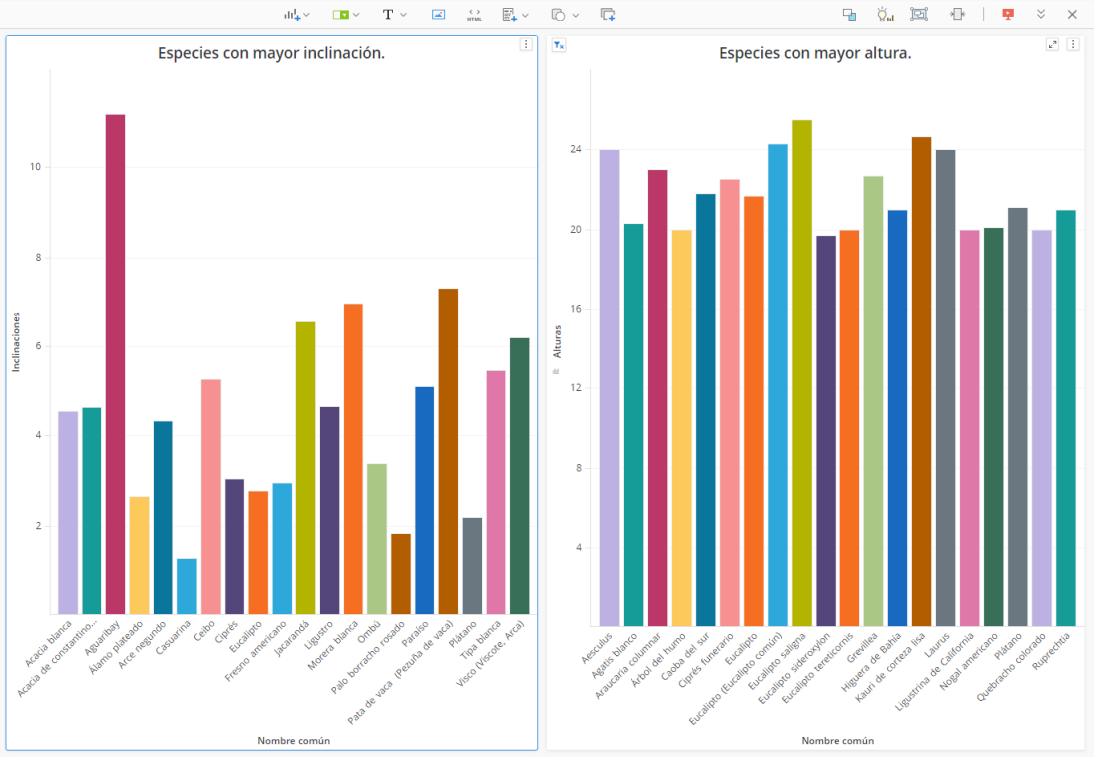 T
< >
HTML
Especies con mayor inclinación.
10
8
6
4
2
Inclinaciones
Acacia blanca
Acacia de constantino...
Aguaribay
Álamo plateado
Arce negundo
Casuarina
Ceibo
Ciprés
Eucalipto
Fresno americano
Jacarandá
Ligustro
Morera blanca
Ombú
Palo borracho rosado
Paraíso
Pata de vaca (Pezuña de vaca)
Plátano
Tipa blanca
Visco (Viscote, Arca)
Nombre común
Especies con mayor altura.
24
20
16
12
8
4
Alturas
Aesculus
Agatis blanco
Araucaria columnar
Árbol del humo
Caoba del sur
Ciprés funerario
Eucalipto
Eucalipto (Eucalipto común)
Eucalipto saligna
Eucalipto sideroxylon
Eucalipto tereticornis
Grevillea
Higuera de Bahía
Kauri de corteza lisa
Laurus
Ligustrina de California
Nogal americano
Plátano
Quebracho colorado
Ruprechtia
Nombre común